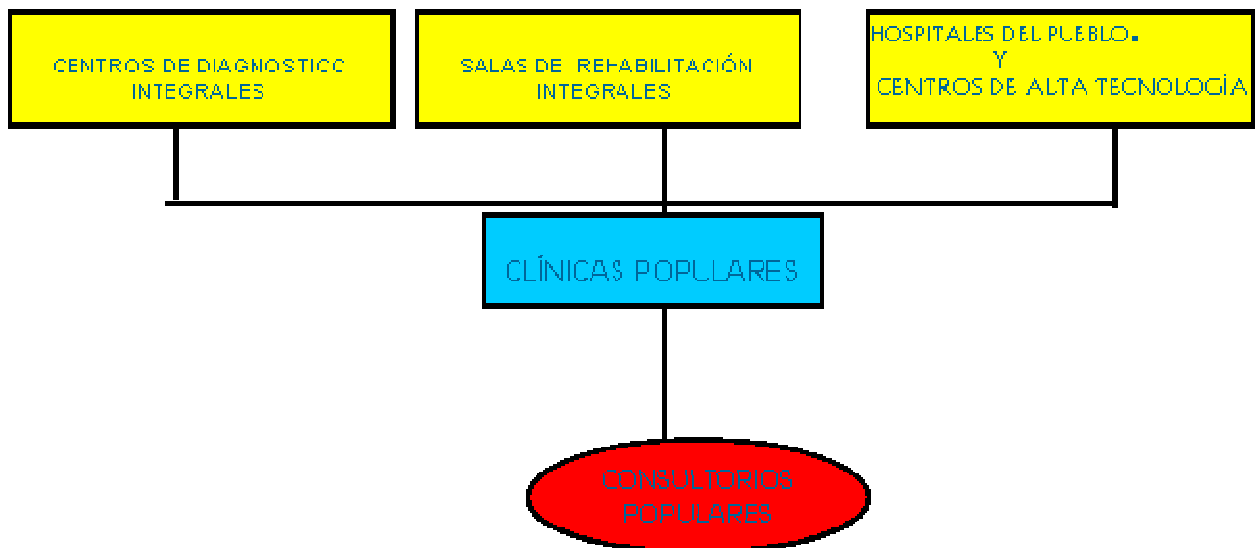 CENTROS DE DIAGNOSTICO
INTEGRALES
SALAS DE REHABILITACIÓN
INTEGRALES
HOSPITALES DEL PUEBLO.
Y
CENTROS DE ALTA TECNOLOGÍA
CLÍNICAS POPULARES
CONSULTORIOS
POPULARES